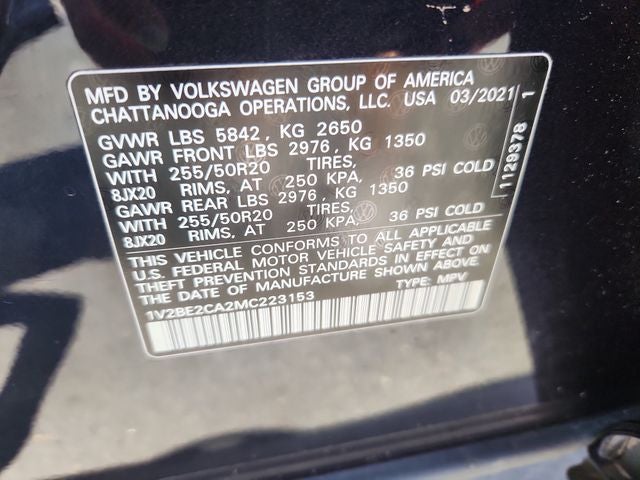 MFD BY VOLKSWAGEN GROUP OF AMERICA
CHATTANOOGA OPERATIONS, LLC. USA 03/2021
GVWR LBS 5842, KG 2650
GAWR FRONT LBS 2976, KG 1350
WITH 255/50R20 TIRES,
8JX20 RIMS, AT 250 KPA, 36 PSI COLD
GAWR REAR LBS 2976, KG 1350
WITH 255/50R20 TIRES,
8JX20 RIMS, AT 250 KPA, 36 PSI COLD
THIS VEHICLE CONFORMS TO ALL APPLICABLE
U.S. FEDERAL MOTOR VEHICLE SAFETY AND
THEFT PREVENTION STANDARDS IN EFFECT ON
THE DATE OF MANUFACTURE SHOWN ABOVE.
1V2BE2CA2MC223153 TYPE: MPV
1129378 1